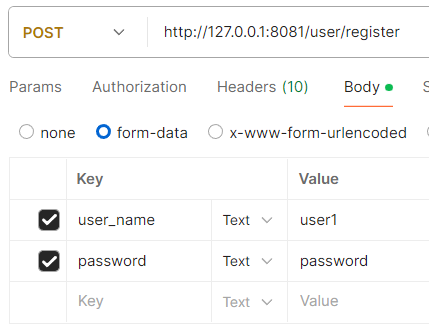 POST http://127.0.0.1:8081/user/register
Params Authorization Headers (10) Body S
none form-data x-www-form-urlencoded
Key Value
user_name Text user1
password Text password
Key Text Value